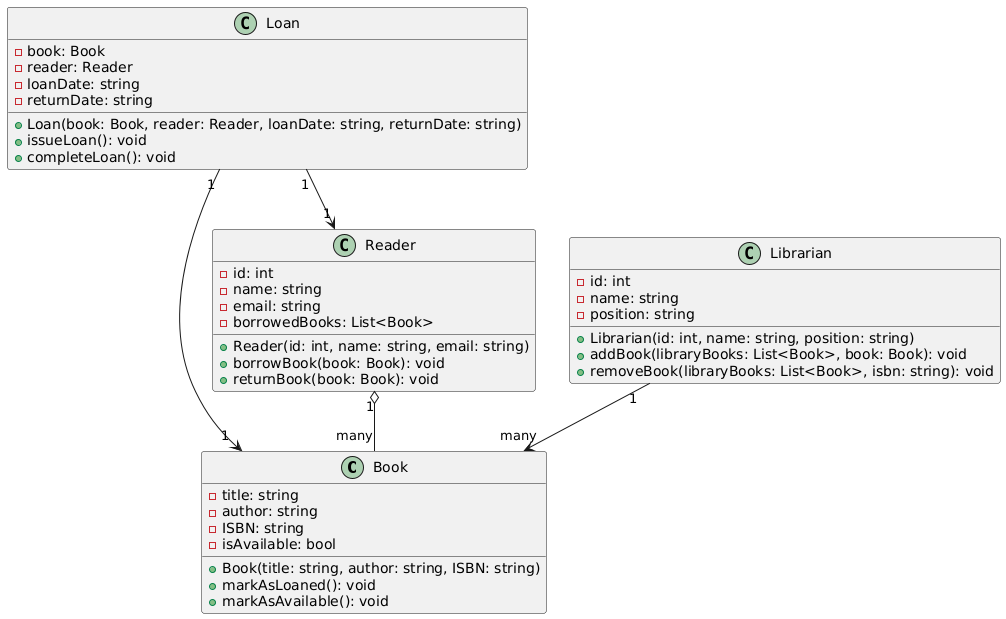 C Loan
book: Book
reader: Reader
loanDate: string
returnDate: string
Loan(book: Book, reader: Reader, loanDate: string, returnDate: string)
issueLoan(): void
completeLoan(): void
1
1
1
C Reader
id: int
name: string
email: string
borrowedBooks: List<Book>
Reader(id: int, name: string, email: string)
borrowBook(book: Book): void
returnBook(book: Book): void
C Librarian
id: int
name: string
position: string
Librarian(id: int, name: string, position: string)
addBook(libraryBooks: List<Book>, book: Book): void
removeBook(libraryBooks: List<Book>, isbn: string): void
1
1
1
many
many
C Book
title: string
author: string
ISBN: string
isAvailable: bool
Book(title: string, author: string, ISBN: string)
markAsLoaned(): void
markAsAvailable(): void